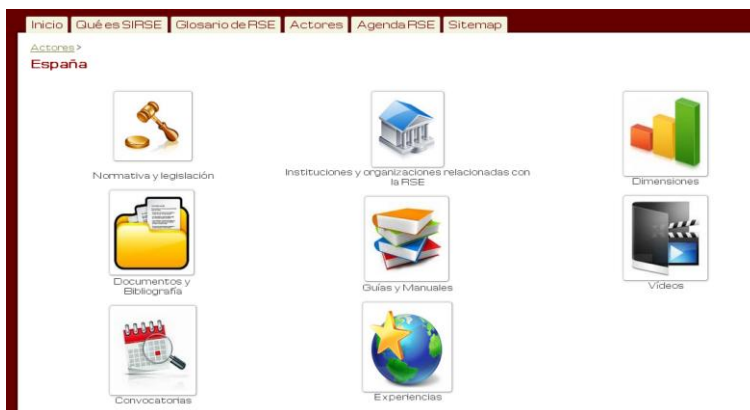 Inicio Qué es SIRSE Glosario de RSE Actores Agenda RSE Sitemap
Actores >
España
Normativa y legislación
Instituciones y organizaciones relacionadas con
la RSE
Dimensiones
Documentos y
Bibliografía
Guías y Manuales
Vídeos
Convocatorias
Experiencias